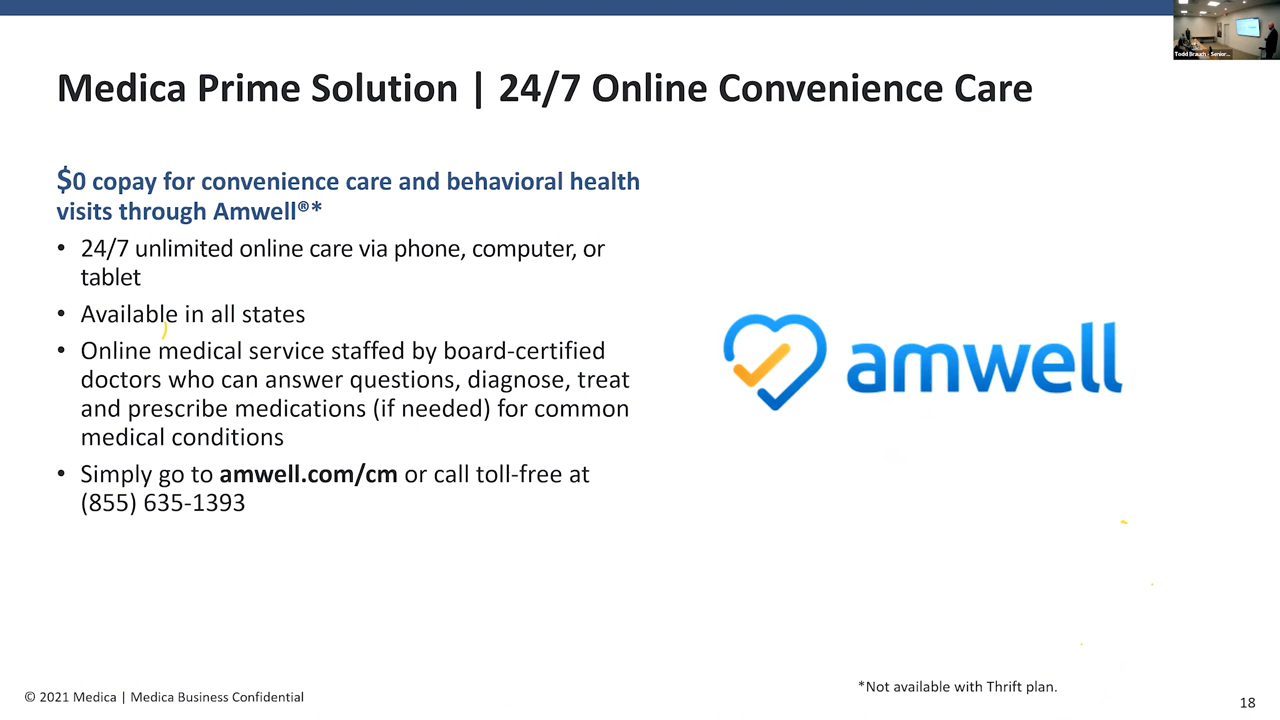 Todd Brauch - Senior...
Medica Prime Solution | 24/7 Online Convenience Care
$0 copay for convenience care and behavioral health
visits through Amwell®*
• 24/7 unlimited online care via phone, computer, or
tablet
• Available in all states
• Online medical service staffed by board-certified
doctors who can answer questions, diagnose, treat
and prescribe medications (if needed) for common
medical conditions
• Simply go to amwell.com/cm or call toll-free at
(855) 635-1393
amwell
*Not available with Thrift plan.
© 2021 Medica | Medica Business Confidential
18